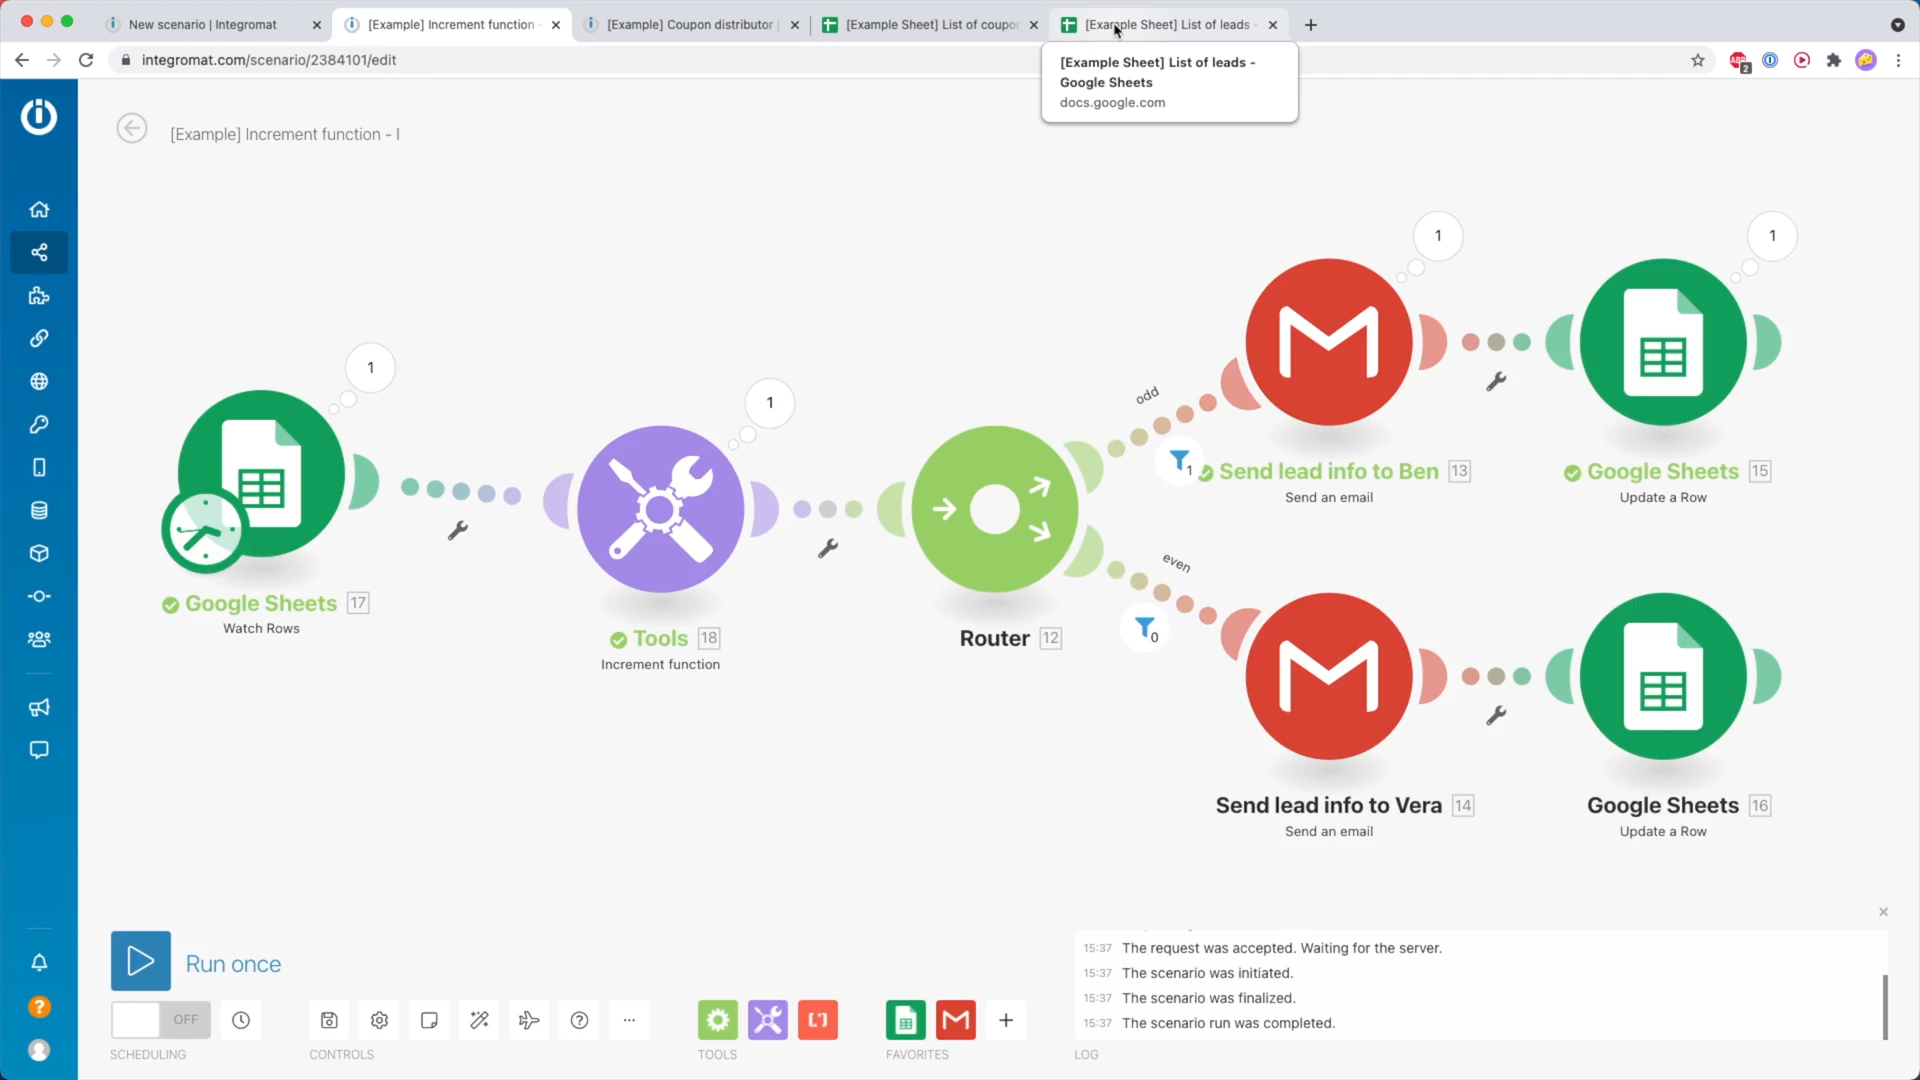 New scenario | Integromat
[Example] Increment function -
[Example] Coupon distributor |
[Example Sheet] List of coupon
[Example Sheet] List of leads -
integromat.com/scenario/2384101/edit
2
[Example Sheet] List of leads -
Google Sheets
docs.google.com
[Example] Increment function - I
1
1
1
1
odd
1
even
0
Send lead info to Ben 13
Send an email
Google Sheets 15
Update a Row
Google Sheets 17
Watch Rows
Tools 18
Increment function
Router 12
Send lead info to Vera 14
Send an email
Google Sheets 16
Update a Row
Run once
OFF
SCHEDULING
CONTROLS
TOOLS
FAVORITES
LOG
15:37 The request was accepted. Waiting for the server.
15:37 The scenario was initiated.
15:37 The scenario was finalized.
15:37 The scenario run was completed.